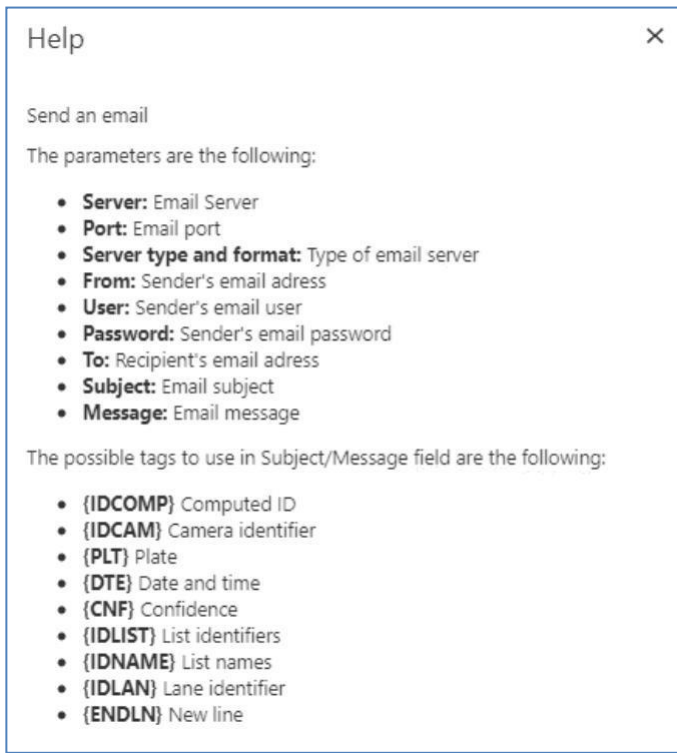 Help
Send an email
The parameters are the following:
Server: Email Server
Port: Email port
Server type and format: Type of email server
From: Sender's email adress
User: Sender's email user
Password: Sender's email password
To: Recipient's email adress
Subject: Email subject
Message: Email message
The possible tags to use in Subject/Message field are the following:
{IDCOMP} Computed ID
{IDCAM} Camera identifier
{PLT} Plate
{DTE} Date and time
{CNF} Confidence
{IDLIST} List identifiers
{IDNAME} List names
{IDLAN} Lane identifier
{ENDLN} New line